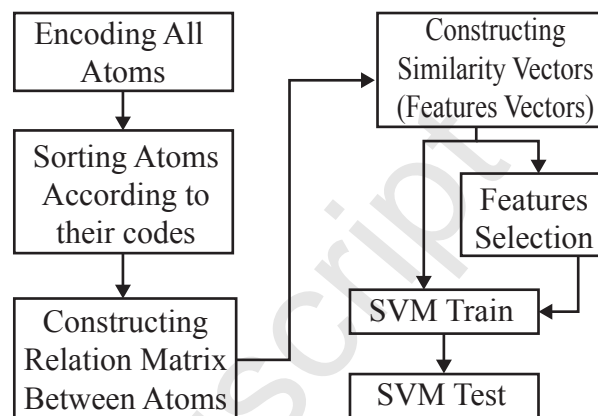 Encoding All
Atoms
Sorting Atoms
According to
their codes
Constructing
Relation Matrix
Between Atoms
Constructing
Similarity Vectors
(Features Vectors)
Features
Selection
SVM Train
SVM Test
script